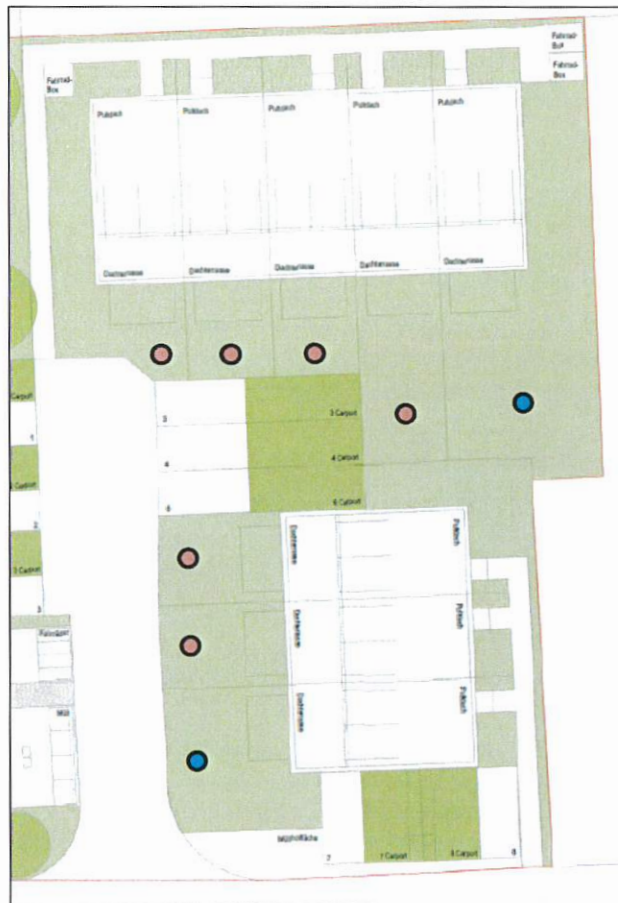 Fahrrad-
Box
Fahrrad-
Box
Fahrrad-
Box
Pultdach
Pultdach
Pultdach
Pultdach
Pultdach
Dachterrasse
Dachterrasse
Dachterrasse
Dachterrasse
Dachterrasse
Carport
1
Carport
2
3 Carport
3
3
3 Carport
4
4 Carport
5
5 Carport
Dachterrasse
Pultdach
Dachterrasse
Pultdach
Dachterrasse
Pultdach
Müll
7
7 Carport
8 Carport
8